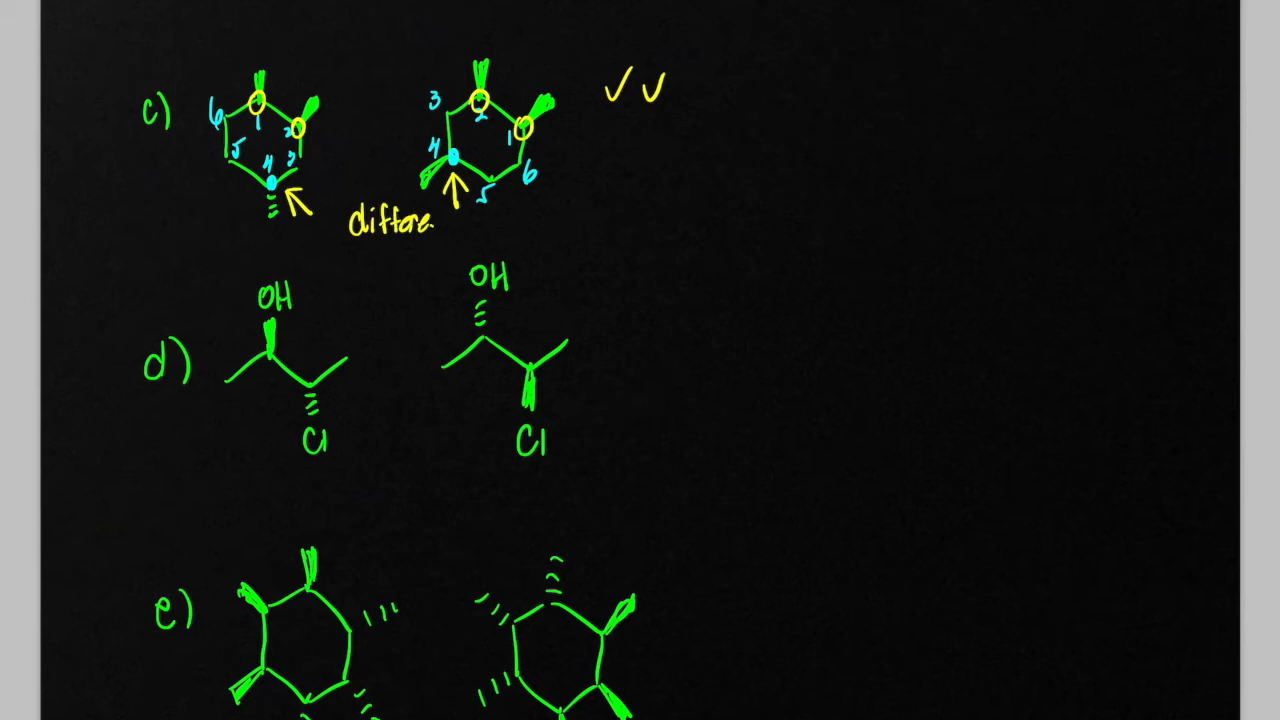 c) 6 1 2 3 4 5 3 2 1 4 5 6
differe.
OH OH
d)
Cl Cl
e)